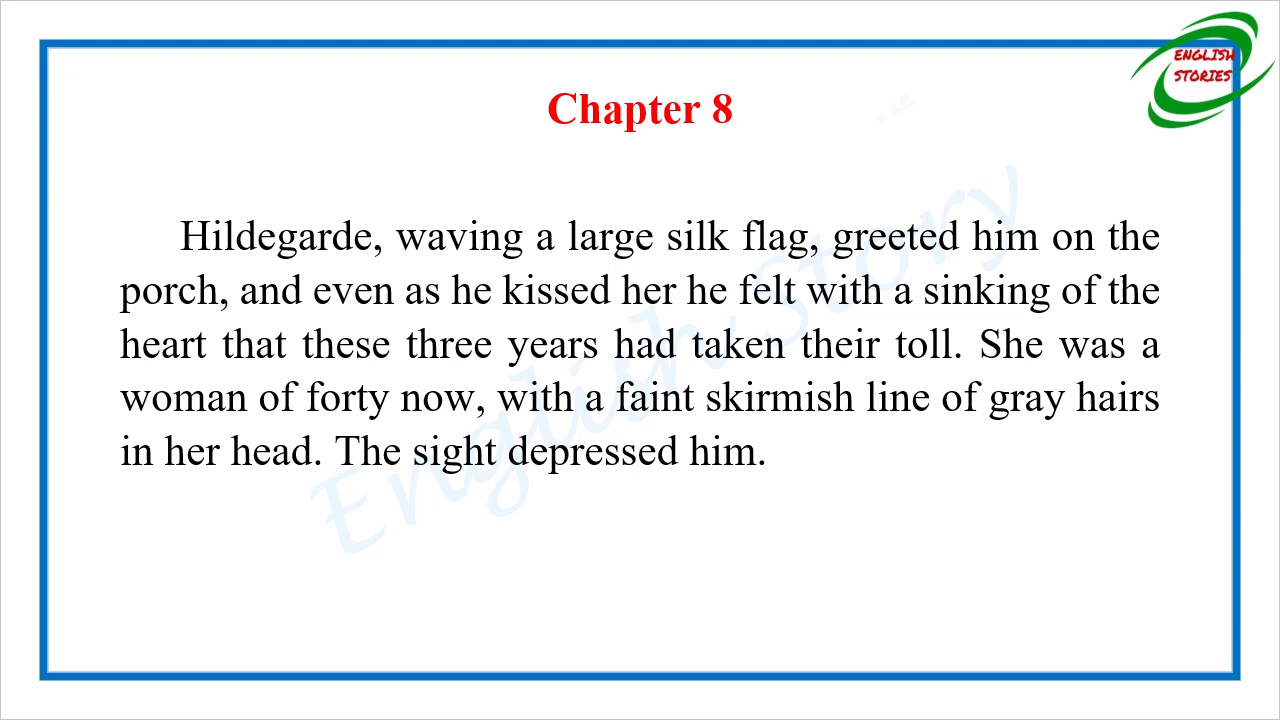 ENGLISH
STORIES
Chapter 8
Hildegarde, waving a large silk flag, greeted him on the
porch, and even as he kissed her he felt with a sinking of the
heart that these three years had taken their toll. She was a
woman of forty now, with a faint skirmish line of gray hairs
in her head. The sight depressed him.
English Story